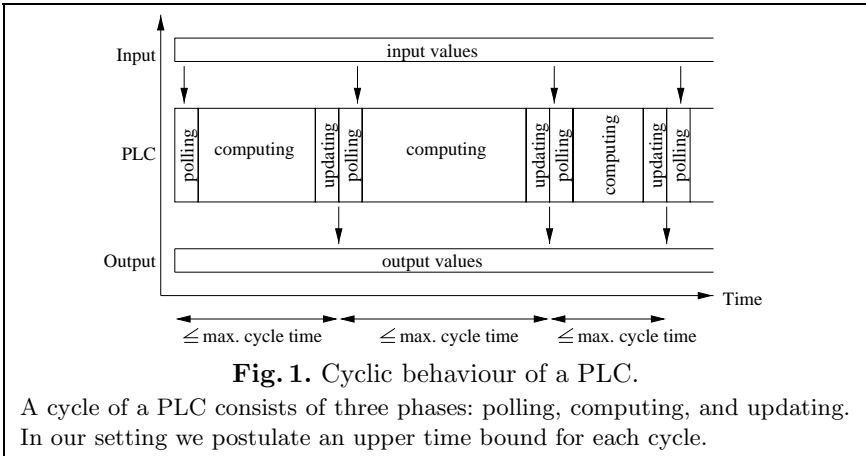 Input
input values
PLC
polling
computing
updating
polling
computing
updating
polling
computing
updating
polling
Output
output values
Time
≤ max. cycle time
≤ max. cycle time
≤ max. cycle time
Fig. 1. Cyclic behaviour of a PLC.
A cycle of a PLC consists of three phases: polling, computing, and updating.
In our setting we postulate an upper time bound for each cycle.